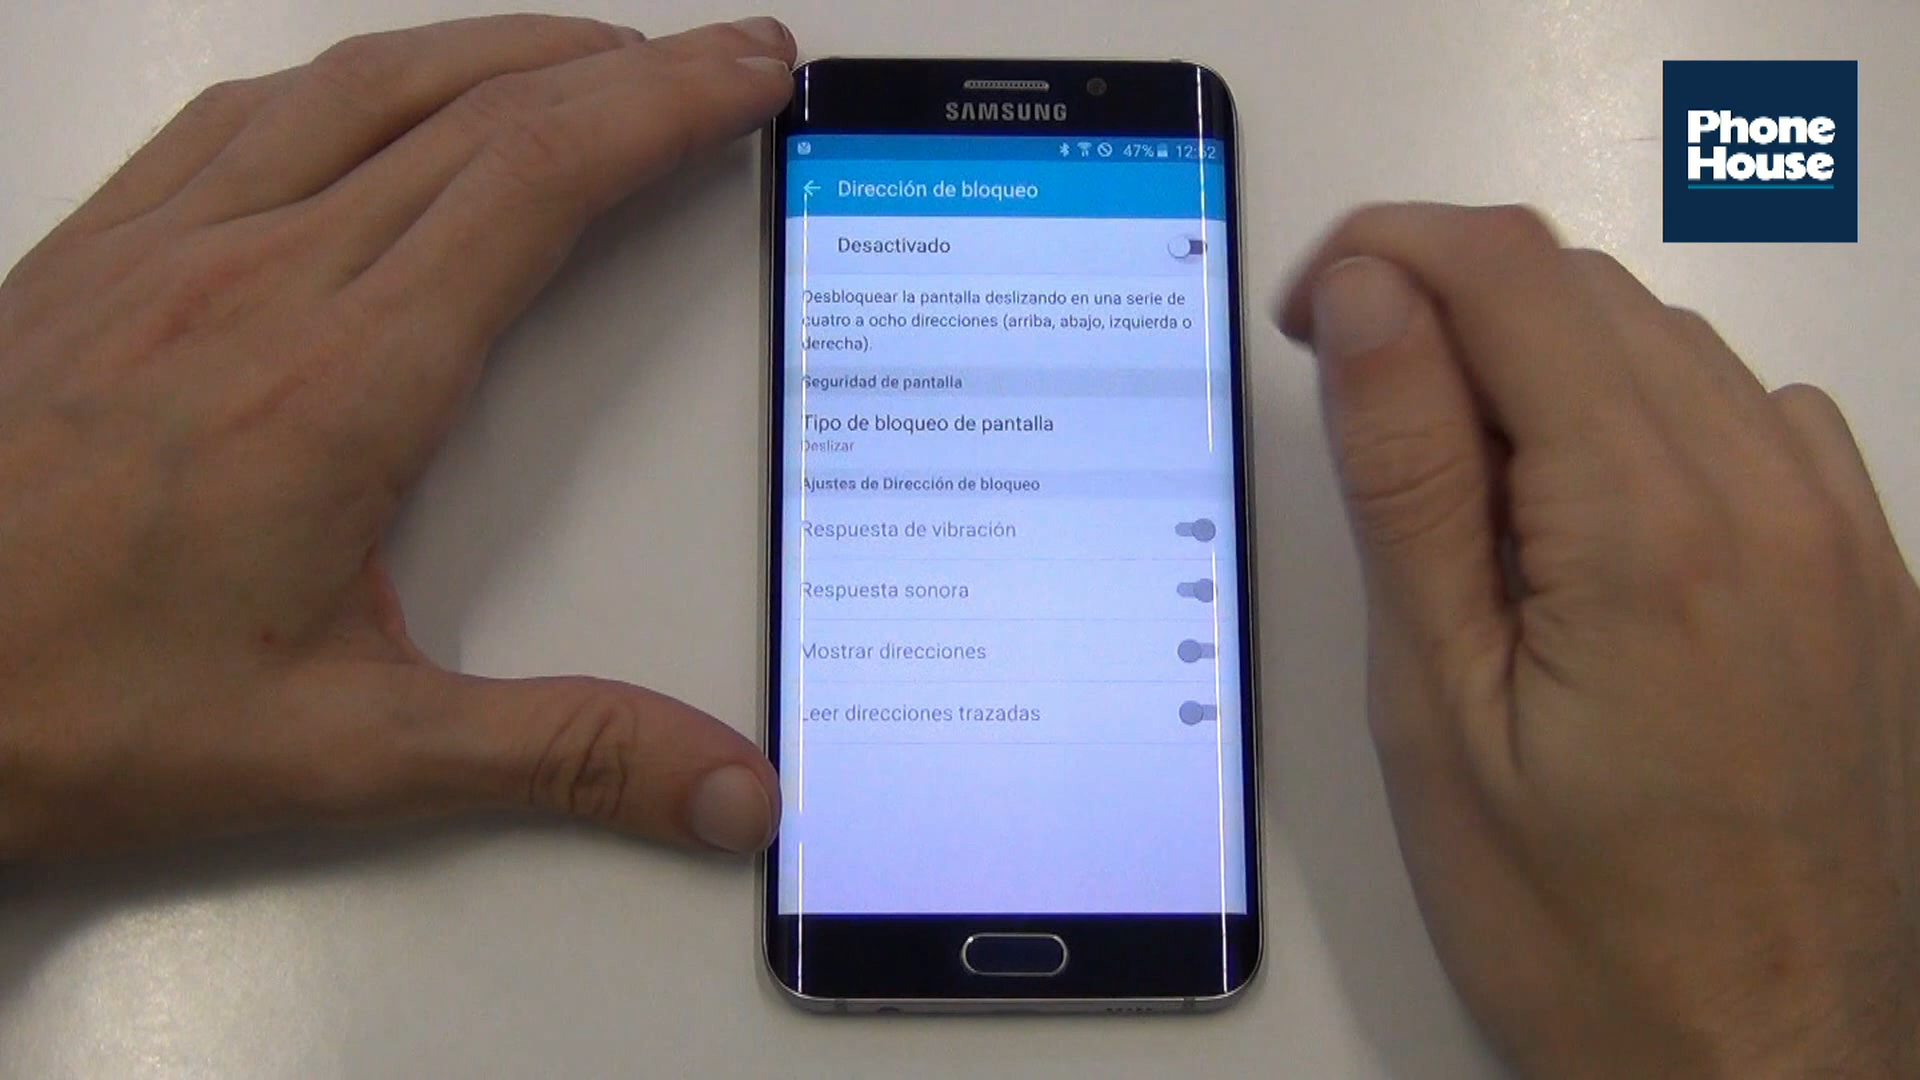 SAMSUNG
47% 12:52
Dirección de bloqueo
Desactivado
Desbloquear la pantalla deslizando en una serie de
cuatro a ocho direcciones (arriba, abajo, izquierda o
derecha).
Seguridad de pantalla
Tipo de bloqueo de pantalla
Deslizar
Ajustes de Dirección de bloqueo
Respuesta de vibración
Respuesta sonora
Mostrar direcciones
Leer direcciones trazadas
Phone
House